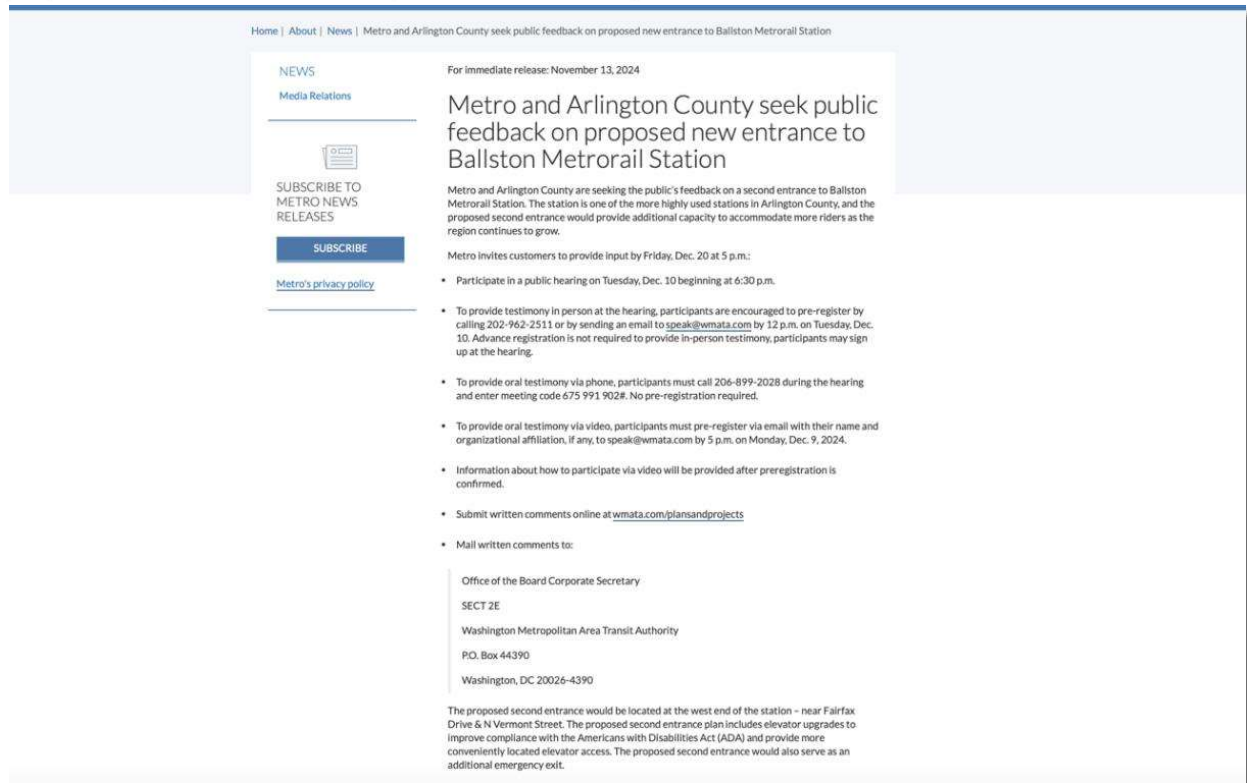 Home | About | News | Metro and Arlington County seek public feedback on proposed new entrance to Ballston Metrorail Station
NEWS
Media Relations
SUBSCRIBE TO
METRO NEWS
RELEASES
SUBSCRIBE
Metro's privacy policy
For immediate release: November 13, 2024
Metro and Arlington County seek public
feedback on proposed new entrance to
Ballston Metrorail Station
Metro and Arlington County are seeking the public's feedback on a second entrance to Ballston
Metrorail Station. The station is one of the more highly used stations in Arlington County, and the
proposed second entrance would provide additional capacity to accommodate more riders as the
region continues to grow.
Metro invites customers to provide input by Friday, Dec. 20 at 5 p.m.:
• Participate in a public hearing on Tuesday, Dec. 10 beginning at 6:30 p.m.
• To provide testimony in person at the hearing, participants are encouraged to pre-register by
calling 202-962-2511 or by sending an email to speak@wmata.com by 12 p.m. on Tuesday, Dec.
10. Advance registration is not required to provide in-person testimony, participants may sign
up at the hearing.
• To provide oral testimony via phone, participants must call 206-899-2028 during the hearing
and enter meeting code 675 991 902#. No pre-registration required.
• To provide oral testimony via video, participants must pre-register via email with their name and
organizational affiliation, if any, to speak@wmata.com by 5 p.m. on Monday, Dec. 9, 2024.
• Information about how to participate via video will be provided after preregistration is
confirmed.
• Submit written comments online at wmata.com/plansandprojects
• Mail written comments to:
Office of the Board Corporate Secretary
SECT 2E
Washington Metropolitan Area Transit Authority
P.O. Box 44390
Washington, DC 20026-4390
The proposed second entrance would be located at the west end of the station – near Fairfax
Drive & N Vermont Street. The proposed second entrance plan includes elevator upgrades to
improve compliance with the Americans with Disabilities Act (ADA) and provide more
conveniently located elevator access. The proposed second entrance would also serve as an
additional emergency exit.